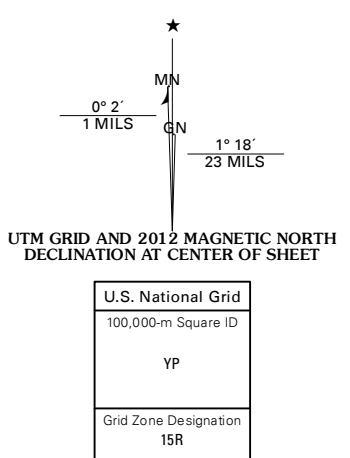 ★
MN
0° 2´
1 MILS
GN
1° 18´
23 MILS
UTM GRID AND 2012 MAGNETIC NORTH
DECLINATION AT CENTER OF SHEET
U.S. National Grid
100,000-m Square ID
YP
Grid Zone Designation
15R